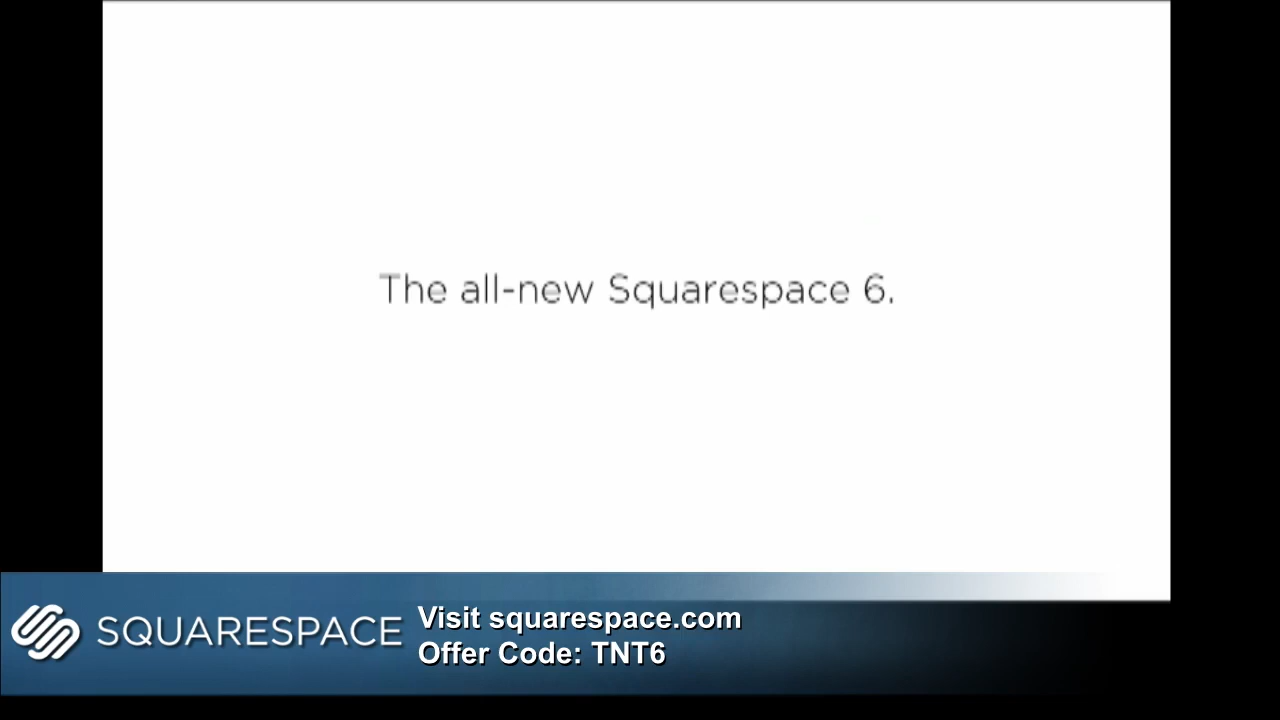 The all-new Squarespace 6.
SQUARESPACE
Visit squarespace.com
Offer Code: TNT6